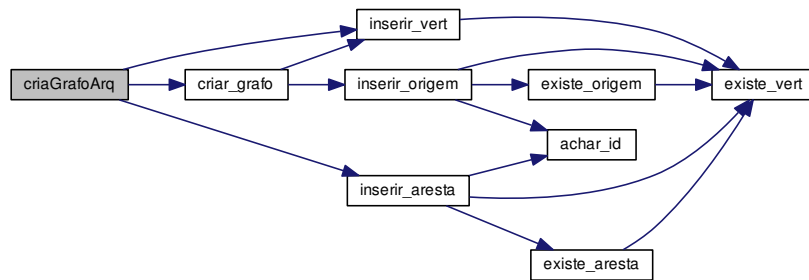 inserir_vert
criaGrafoArq
criar_grafo
inserir_origem
existe_origem
existe_vert
achar_id
inserir_aresta
existe_aresta